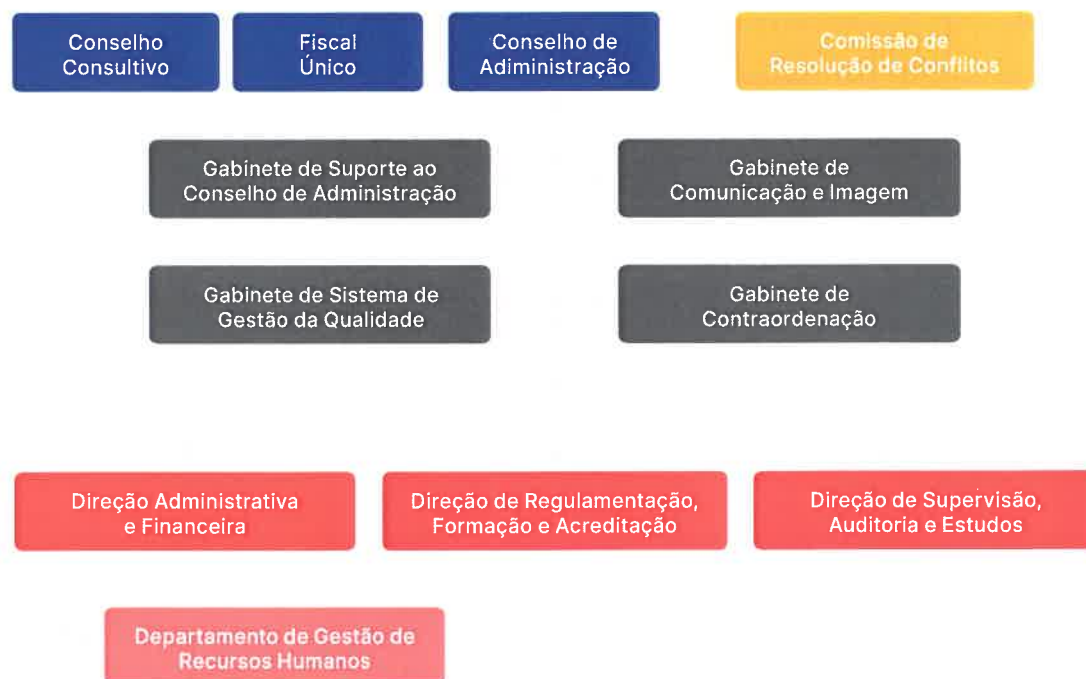 Conselho
Consultivo
Fiscal
Único
Conselho de
Adiministração
Comissão de
Resolução de Conflitos
Gabinete de Suporte ao
Conselho de Administração
Gabinete de
Comunicação e Imagem
Gabinete de Sistema de
Gestão da Qualidade
Gabinete de
Contraordenação
Direção Administrativa
e Financeira
Direção de Regulamentação,
Formação e Acreditação
Direção de Supervisão,
Auditoria e Estudos
Departamento de Gestão de
Recursos Humanos